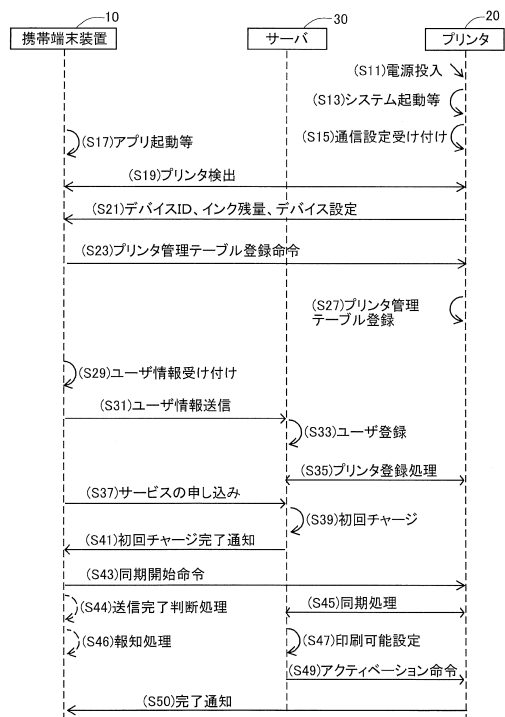 10
30
20
携帯端末装置
サーバ
プリンタ
(S11)電源投入
(S13)システム起動等
(S17)アプリ起動等
(S15)通信設定受け付け
(S19)プリンタ検出
(S21)デバイスID、インク残量、デバイス設定
(S23)プリンタ管理テーブル登録命令
(S27)プリンタ管理
テーブル登録
(S29)ユーザ情報受け付け
(S31)ユーザ情報送信
(S33)ユーザ登録
(S35)プリンタ登録処理
(S37)サービスの申し込み
(S39)初回チャージ
(S41)初回チャージ完了通知
(S43)同期開始命令
(S44)送信完了判断処理
(S45)同期処理
(S46)報知処理
(S47)印刷可能設定
(S49)アクティベーション命令
(S50)完了通知